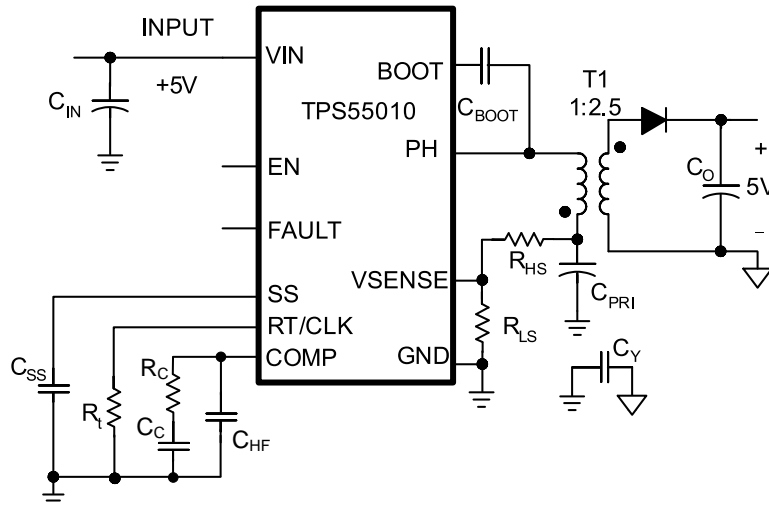 INPUT
VIN
+5V
C_IN
BOOT
C_BOOT
TPS55010
T1
1:2.5
PH
C_O
+
5V
–
EN
FAULT
VSENSE
R_HS
C_PRI
SS
R_LS
RT/CLK
COMP
GND
C_Y
C_SS
R_t
R_C
C_C
C_HF